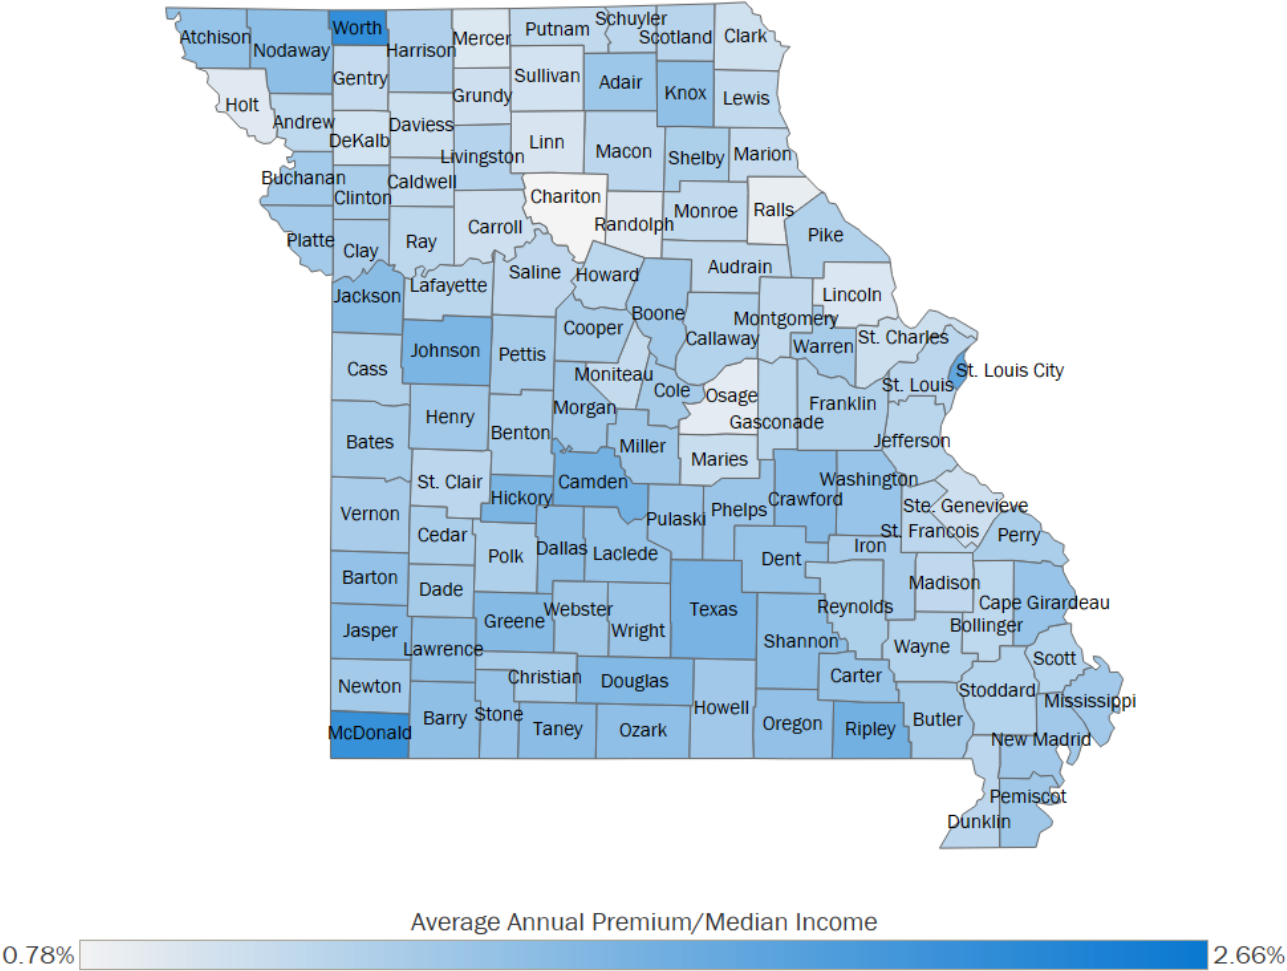 Schuyler
Worth
Putnam
Atchison
Scotland
Clark
Mercer
Nodaway
Harrison
Sullivan
Gentry
Adair
Knox
Grundy
Lewis
Holt
Andrew
Daviess
DeKalb
Linn
Macon
Marion
Livingston
Shelby
Buchanan
Caldwell
Clinton
Chariton
Monroe
Ralls
Randolph
Carroll
Pike
Platte
Ray
Clay
Audrain
Saline
Howard
Lafayette
Jackson
Lincoln
Boone
Montgomery
Cooper
Callaway
St. Charles
Warren
Johnson
Pettis
Cass
St. Louis City
Moniteau
St. Louis
Cole
Osage
Franklin
Morgan
Henry
Gasconade
Benton
Bates
Jefferson
Miller
Maries
Washington
St. Clair
Camden
Hickory
Crawford
Ste. Genevieve
Phelps
Vernon
Pulaski
St. Francois
Cedar
Perry
Iron
Dallas
Laclede
Polk
Dent
Barton
Madison
Dade
Cape Girardeau
Reynolds
Webster
Texas
Greene
Bollinger
Jasper
Wright
Shannon
Wayne
Lawrence
Scott
Carter
Christian
Douglas
Newton
Stoddard
Mississippi
Howell
Stone
Barry
Butler
Oregon
Taney
Ozark
Ripley
McDonald
New Madrid
Pemiscot
Dunklin
Average Annual Premium/Median Income
0.78%
2.66%